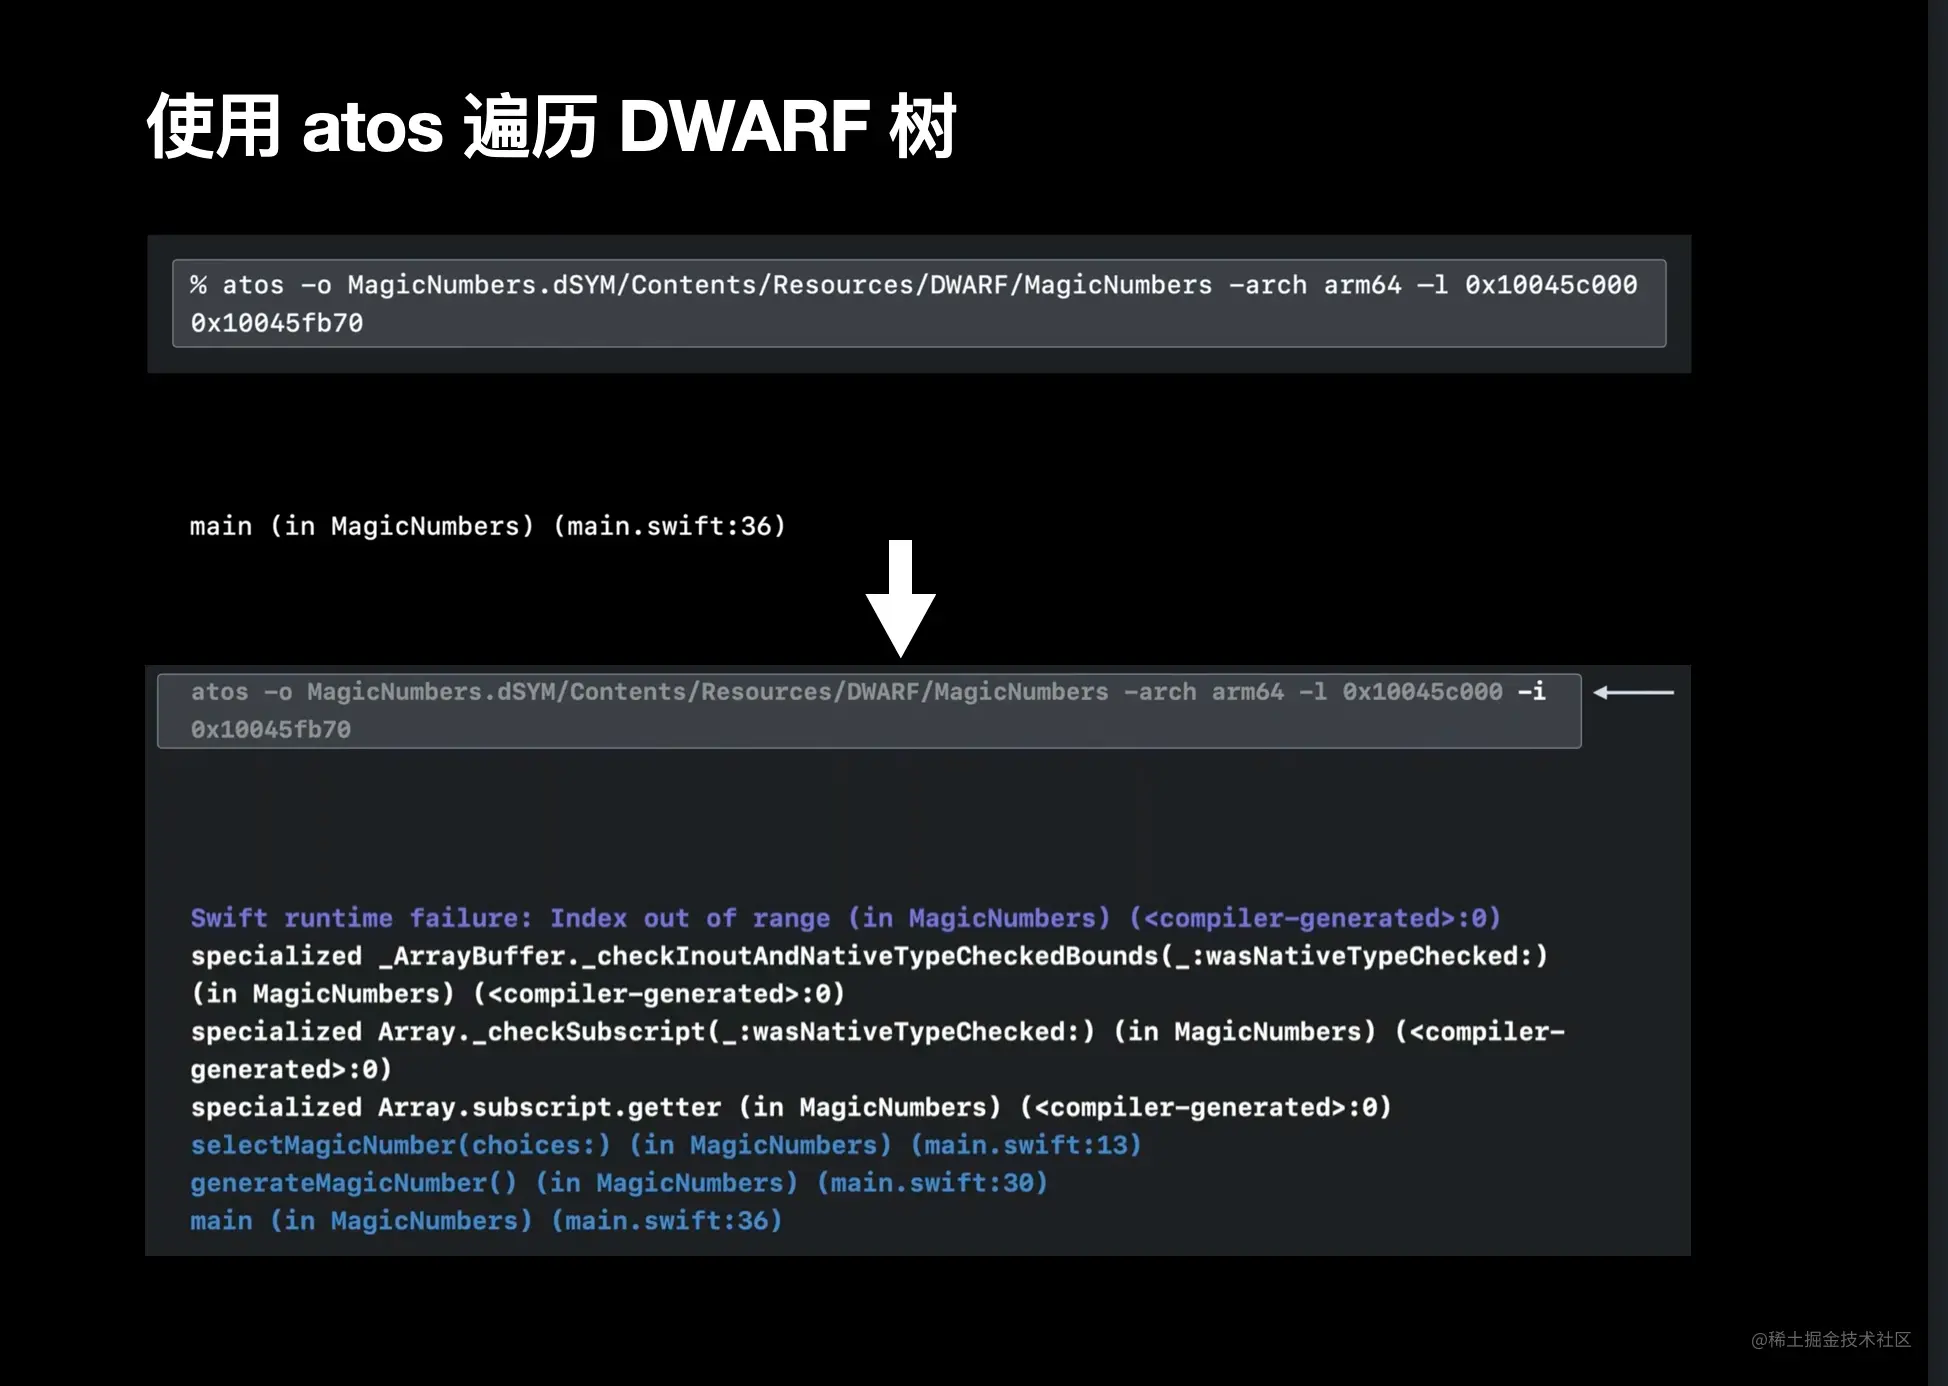 使用 atos 遍历 DWARF 树
% atos -o MagicNumbers.dSYM/Contents/Resources/DWARF/MagicNumbers -arch arm64 -l 0x10045c000
0x10045fb70
main (in MagicNumbers) (main.swift:36)
atos -o MagicNumbers.dSYM/Contents/Resources/DWARF/MagicNumbers -arch arm64 -l 0x10045c000 -i
0x10045fb70
Swift runtime failure: Index out of range (in MagicNumbers) (<compiler-generated>:0)
specialized _ArrayBuffer._checkInoutAndNativeTypeCheckedBounds(_:wasNativeTypeChecked:)
(in MagicNumbers) (<compiler-generated>:0)
specialized Array._checkSubscript(_:wasNativeTypeChecked:) (in MagicNumbers) (<compiler-
generated>:0)
specialized Array.subscript.getter (in MagicNumbers) (<compiler-generated>:0)
selectMagicNumber(choices:) (in MagicNumbers) (main.swift:13)
generateMagicNumber() (in MagicNumbers) (main.swift:30)
main (in MagicNumbers) (main.swift:36)
@稀土掘金技术社区